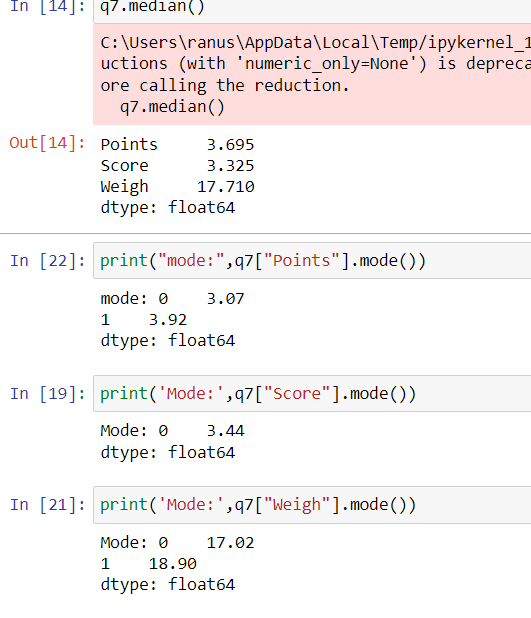 In [14]: q7.median()
C:\Users\ranus\AppData\Local\Temp/ipykernel_1
uctions (with 'numeric_only=None') is depreca
ore calling the reduction.
q7.median()
Out[14]: Points 3.695
Score 3.325
Weigh 17.710
dtype: float64
In [22]: print("mode:",q7["Points"].mode())
mode: 0 3.07
1 3.92
dtype: float64
In [19]: print('Mode:',q7["Score"].mode())
Mode: 0 3.44
dtype: float64
In [21]: print('Mode:',q7["Weigh"].mode())
Mode: 0 17.02
1 18.90
dtype: float64